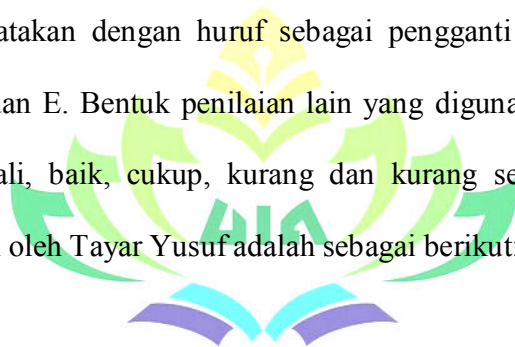 atakan dengan huruf sebagai pengganti
an E. Bentuk penilaian lain yang diguna
ali, baik, cukup, kurang dan kurang se
oleh Tayar Yusuf adalah sebagai berikut:
UIN